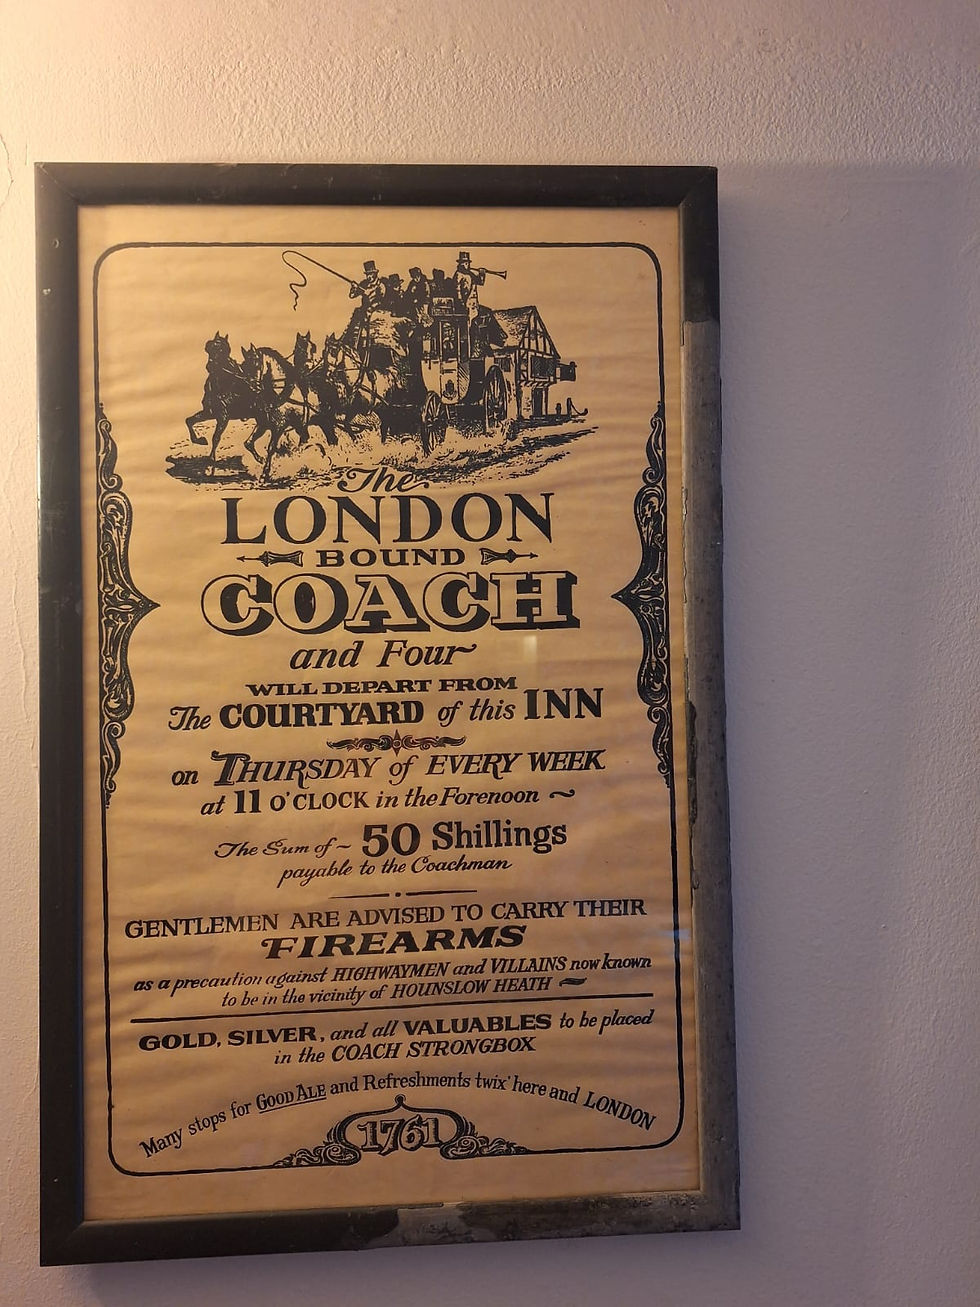 The
LONDON
BOUND
COACH
and Four
WILL DEPART FROM
The COURTYARD of this INN
on THURSDAY of EVERY WEEK
at 11 O'CLOCK in the Forenoon ~
The Sum of ~ 50 Shillings
payable to the Coachman
GENTLEMEN ARE ADVISED TO CARRY THEIR
FIREARMS
as a precaution against HIGHWAYMEN and VILLAINS now known
to be in the vicinity of HOUNSLOW HEATH ~
GOLD, SILVER, and all VALUABLES to be placed
in the COACH STRONGBOX
Many stops for GOOD ALE and Refreshments twix' here and LONDON
1761